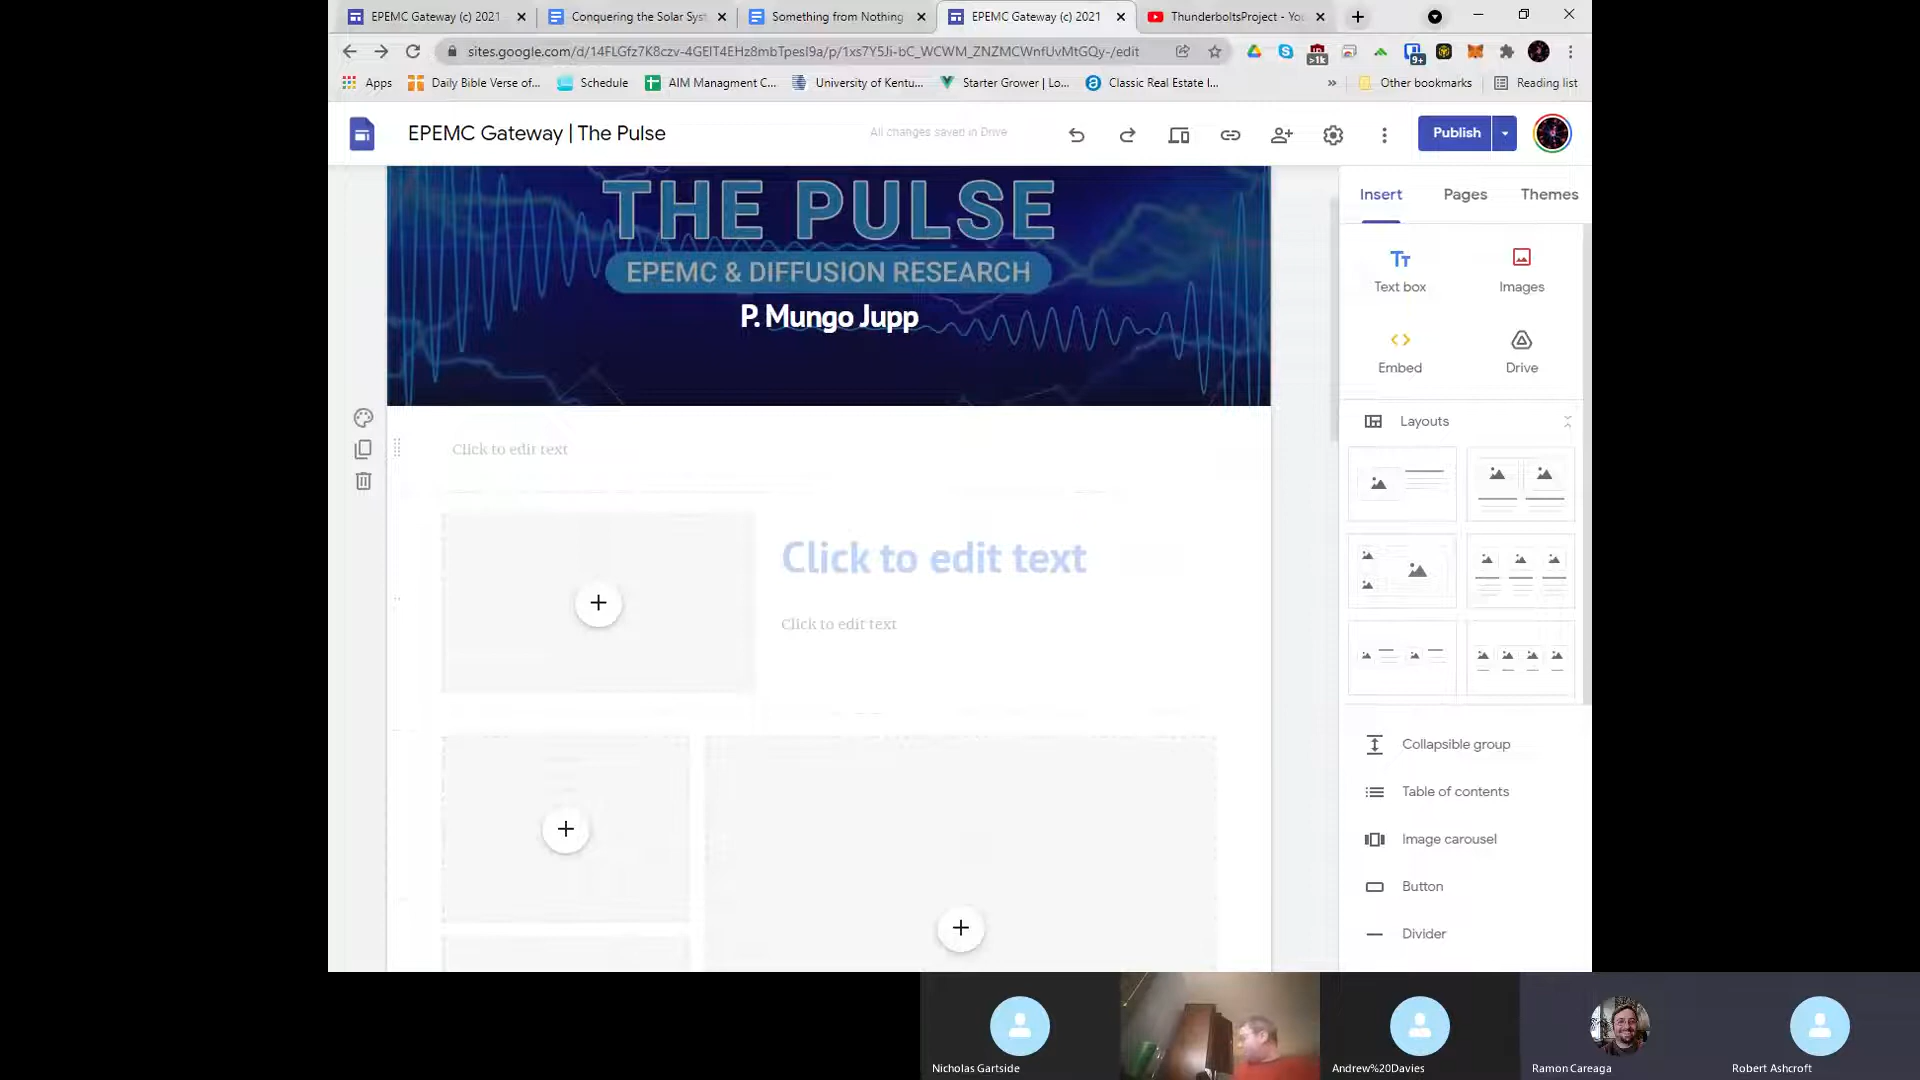 EPEMC Gateway (c) 2021
Conquering the Solar Sys
Something from Nothing
EPEMC Gateway (c) 2021
ThunderboltsProject - You
sites.google.com/d/14FLGfz7K8czv-4GEIT4EHz8mbTpesI9a/p/1xs7Y5Ji-bC_WCWM_ZNZMCWnfUvMtGQy-/edit
>1k
9+
Apps
Daily Bible Verse of...
Schedule
AIM Managment C...
University of Kentu...
Starter Grower | Lo...
Classic Real Estate I...
»
Other bookmarks
Reading list
EPEMC Gateway | The Pulse
All changes saved in Drive
Publish
THE PULSE
EPEMC & DIFFUSION RESEARCH
P. Mungo Jupp
Click to edit text
Click to edit text
Click to edit text
Insert
Pages
Themes
Text box
Images
Embed
Drive
Layouts
Collapsible group
Table of contents
Image carousel
Button
Divider
Nicholas Gartside
Andrew%20Davies
Ramon Careaga
Robert Ashcroft